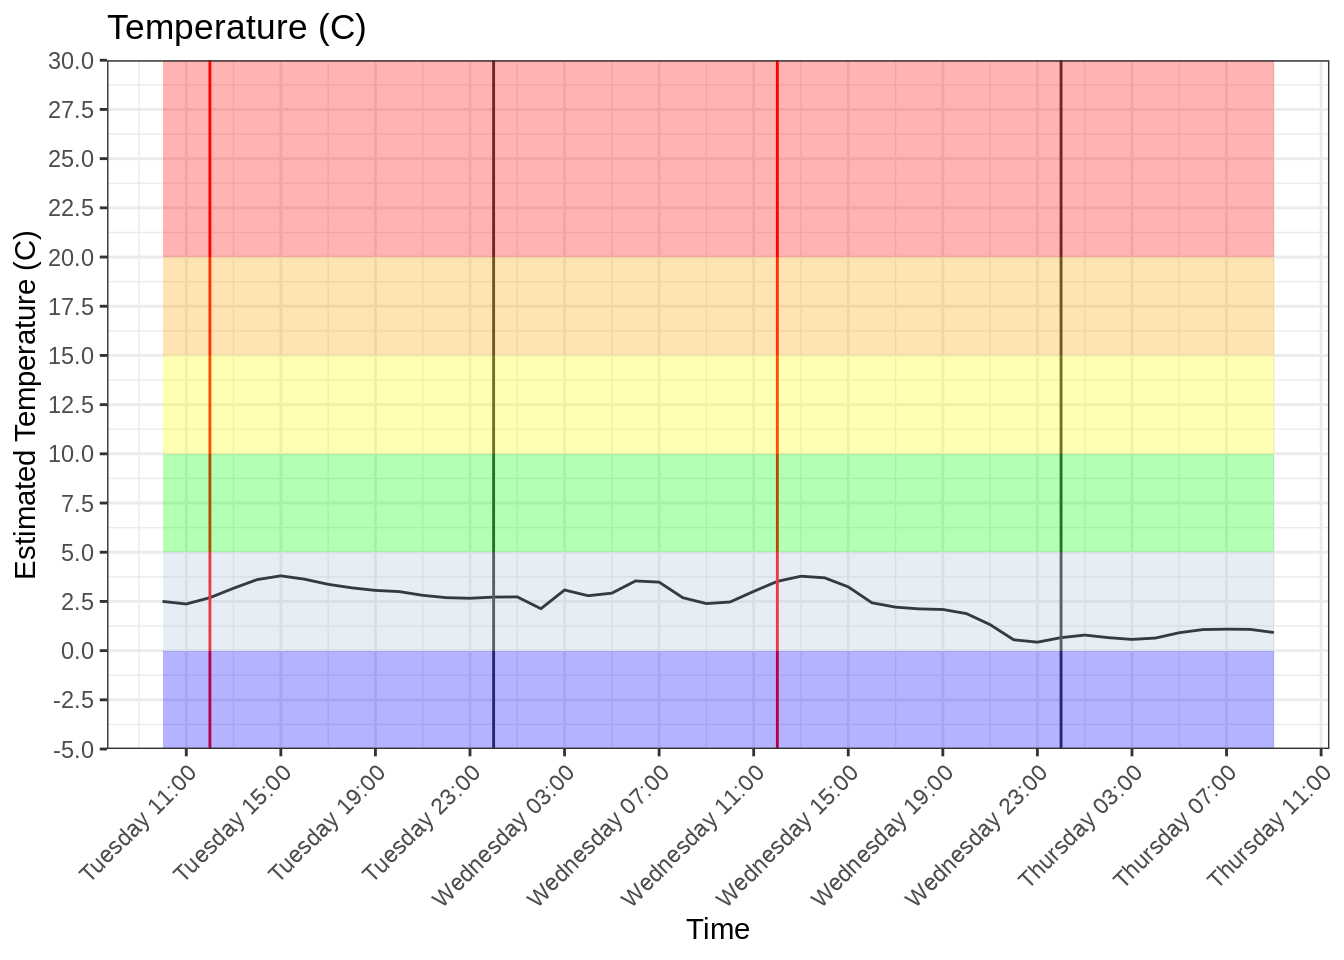 Temperature (C)
Estimated Temperature (C)
30.0
27.5
25.0
22.5
20.0
17.5
15.0
12.5
10.0
7.5
5.0
2.5
0.0
-2.5
-5.0
Tuesday 11:00
Tuesday 15:00
Tuesday 19:00
Tuesday 23:00
Wednesday 03:00
Wednesday 07:00
Wednesday 11:00
Wednesday 15:00
Wednesday 19:00
Wednesday 23:00
Thursday 03:00
Thursday 07:00
Thursday 11:00
Time